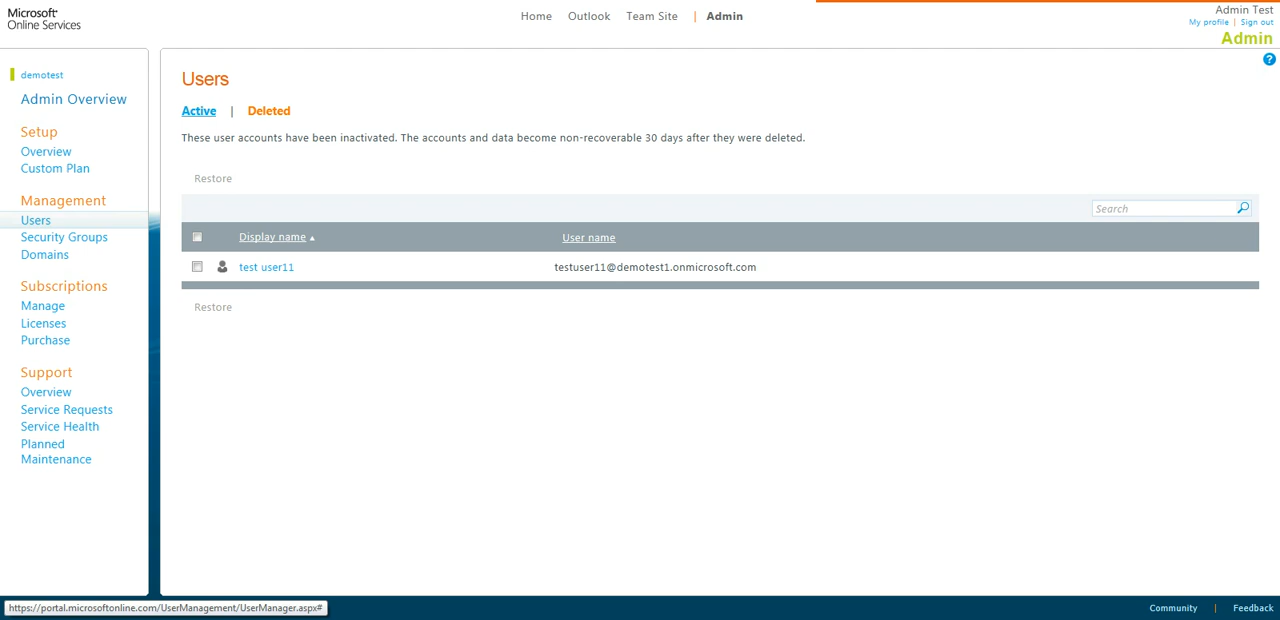 Microsoft
Online Services
Home
Outlook
Team Site
|
Admin
Admin Test
My profile | Sign out
Admin
?
demotest
Admin Overview
Setup
Overview
Custom Plan
Management
Users
Security Groups
Domains
Subscriptions
Manage
Licenses
Purchase
Support
Overview
Service Requests
Service Health
Planned
Maintenance
Users
Active | Deleted
These user accounts have been inactivated. The accounts and data become non-recoverable 30 days after they were deleted.
Restore
Search
Display name User name
test user11 testuser11@demotest1.onmicrosoft.com
Restore
https://portal.microsoftonline.com/UserManagement/UserManager.aspx#
Community | Feedback